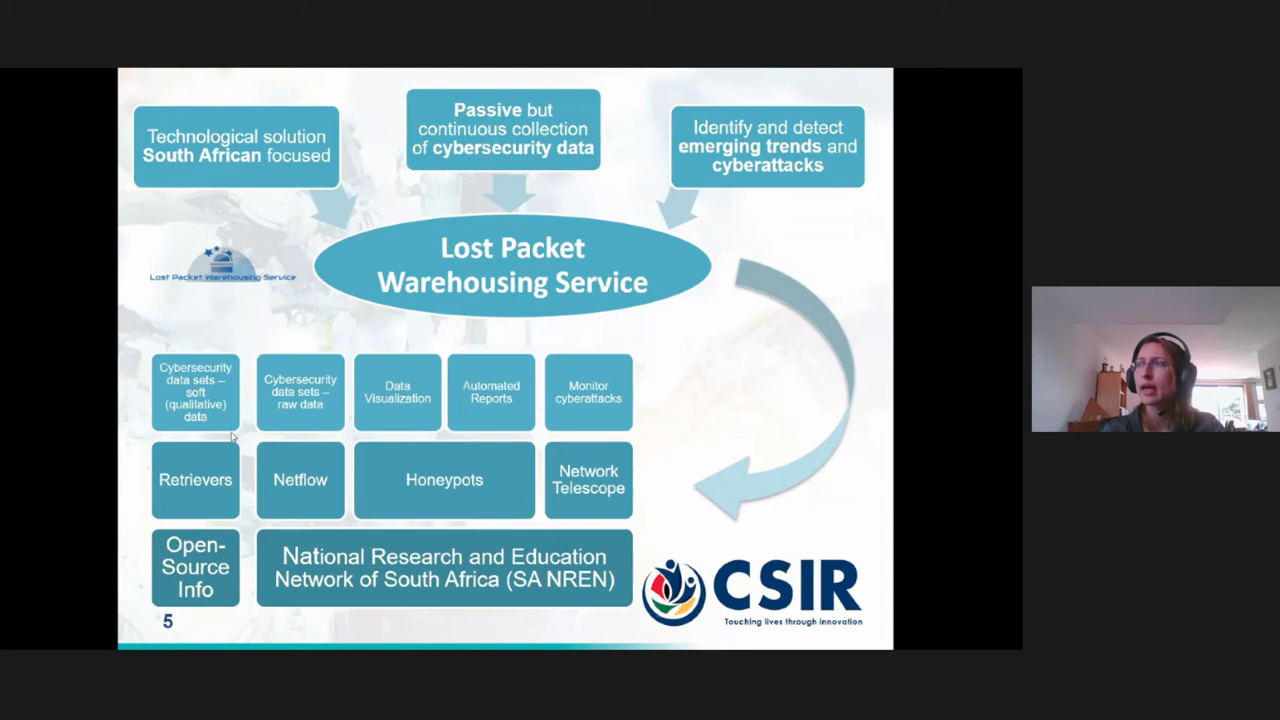 Technological solution
South African focused
Passive but
continuous collection
of cybersecurity data
Identify and detect
emerging trends and
cyberattacks
Lost Packet
Warehousing Service
Lost Packet Warehousing Service
Cybersecurity
data sets –
soft
(qualitative)
data
Cybersecurity
data sets –
raw data
Data
Visualization
Automated
Reports
Monitor
cyberattacks
Retrievers
Netflow
Honeypots
Network
Telescope
Open-
Source
Info
National Research and Education
Network of South Africa (SA NREN)
CSIR
Touching lives through innovation
5